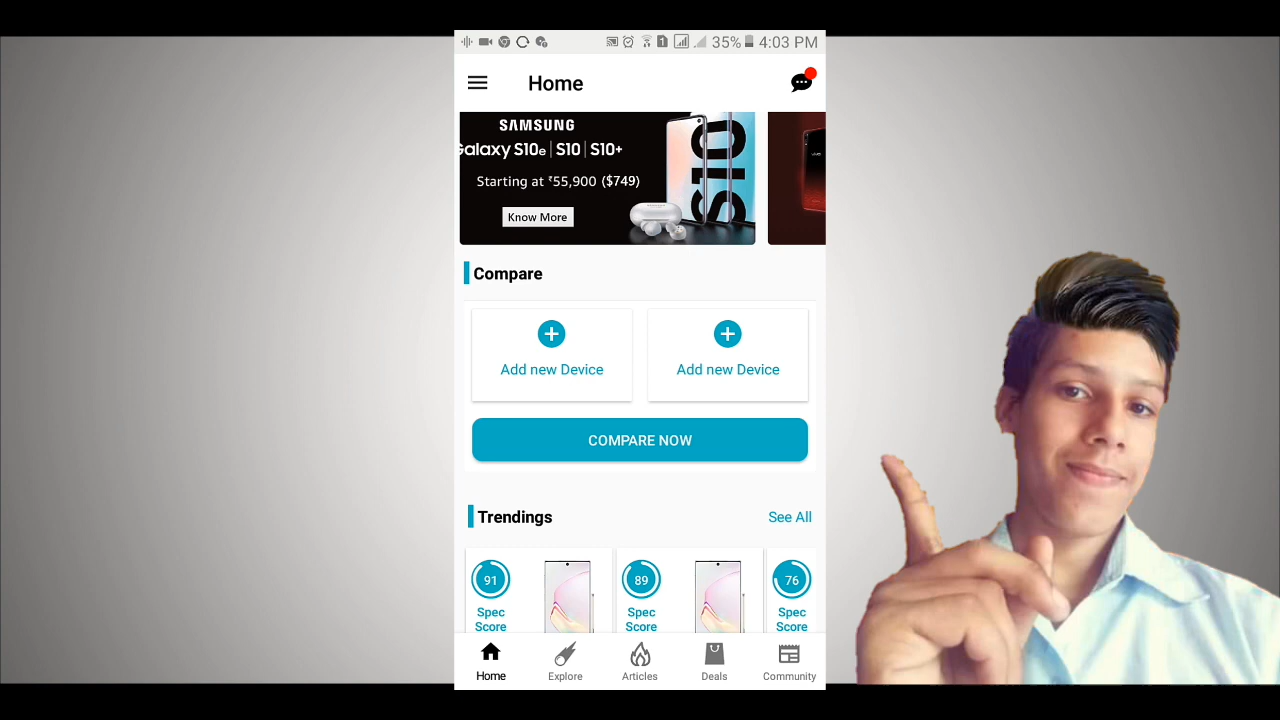 35% 4:03 PM
Home
SAMSUNG
Galaxy S10e | S10 | S10+
Starting at ₹55,900 ($749)
Know More
S10
vivo
Compare
Add new Device
Add new Device
COMPARE NOW
Trendings
See All
91
89
76
Spec
Score
Spec
Score
Spec
Score
Home
Explore
Articles
Deals
Community